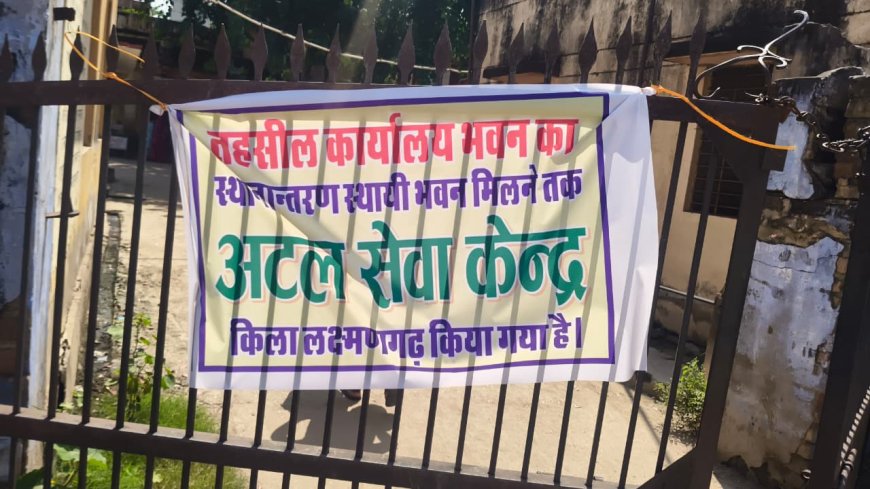 तहसील कार्यालय भवन का
स्थानान्तरण स्थायी भवन मिलने तक
अटल सेवा केन्द्र
किला लक्ष्मणगढ़ किया गया है।